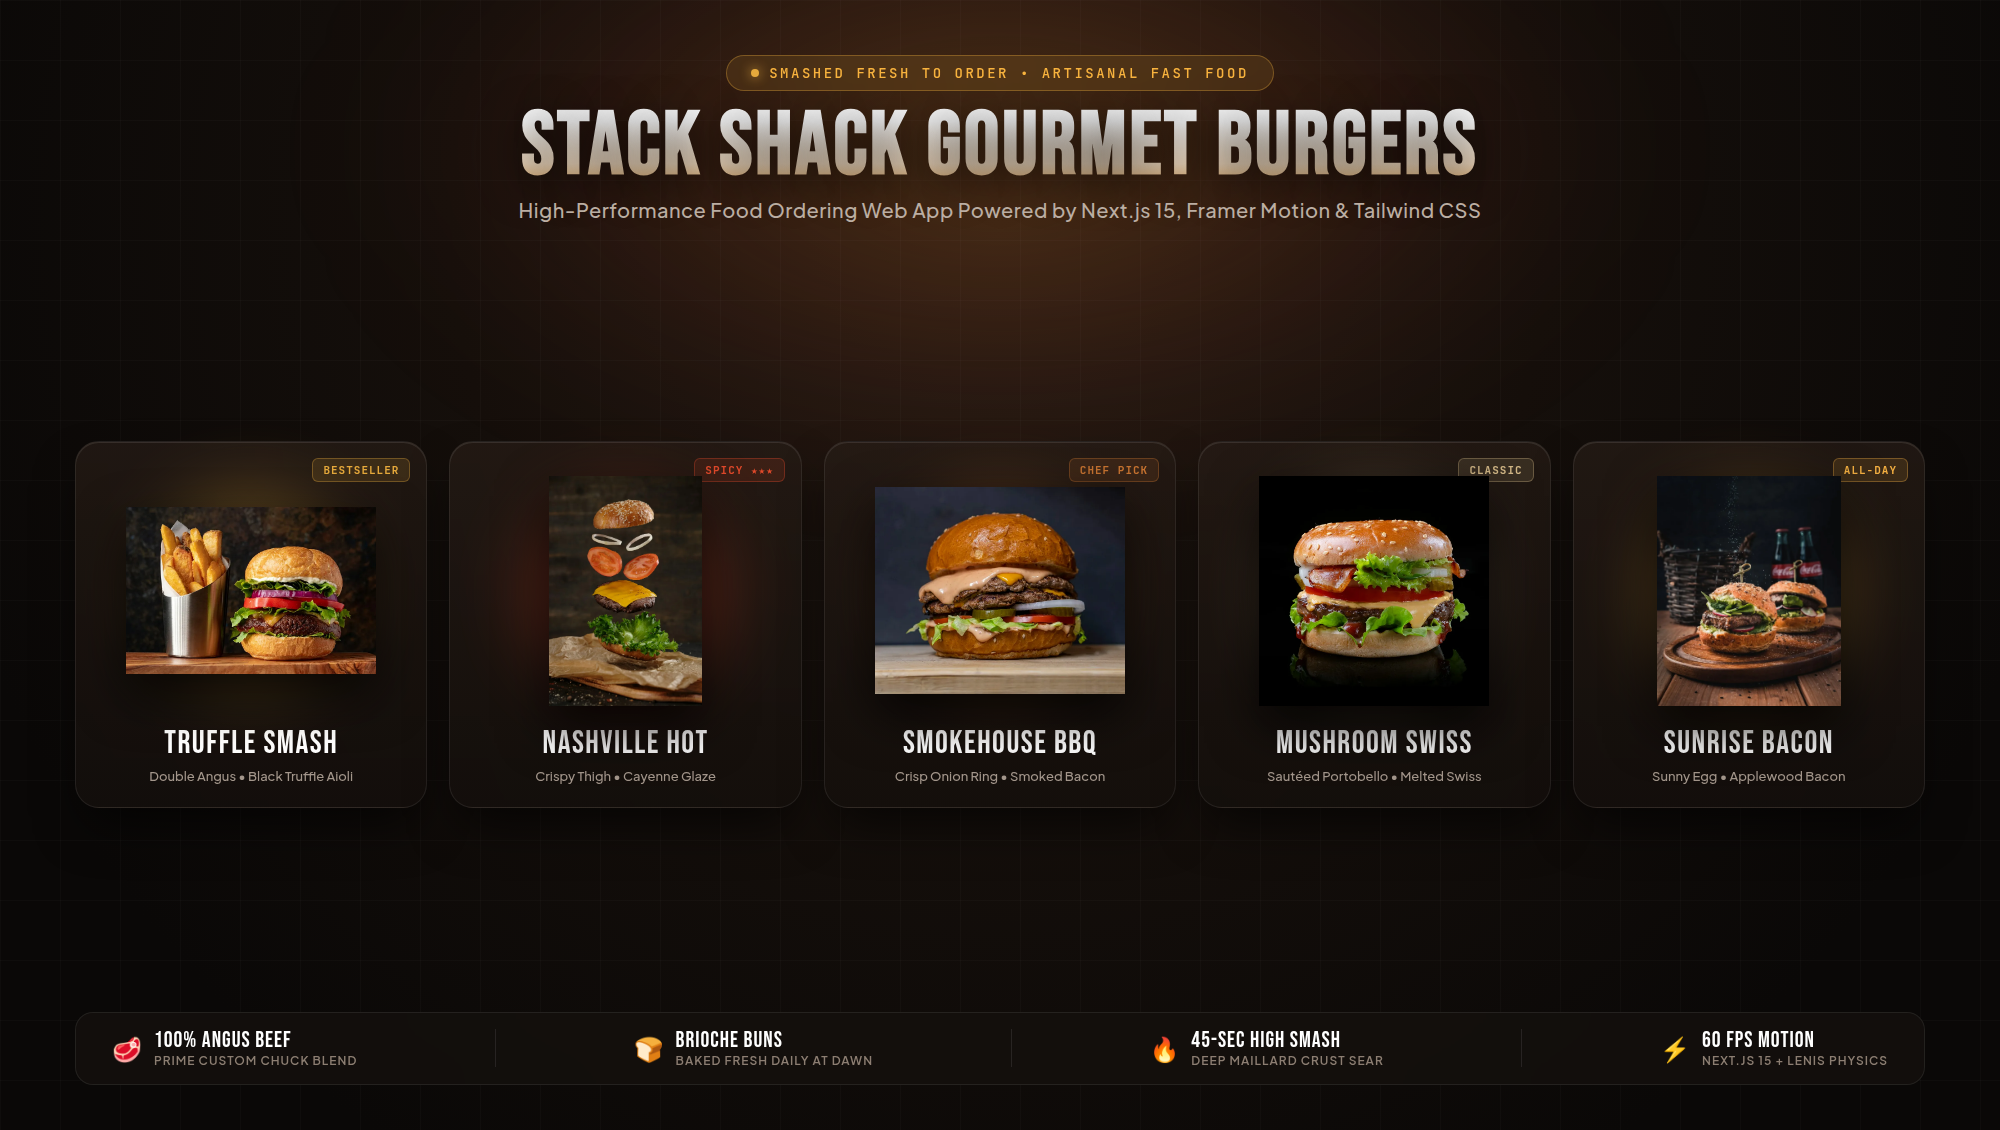 SMASHED FRESH TO ORDER • ARTISANAL FAST FOOD
STACK SHACK GOURMET BURGERS
High-Performance Food Ordering Web App Powered by Next.js 15, Framer Motion & Tailwind CSS
BESTSELLER
TRUFFLE SMASH
Double Angus • Black Truffle Aioli
SPICY ★★★
NASHVILLE HOT
Crispy Thigh • Cayenne Glaze
CHEF PICK
SMOKEHOUSE BBQ
Crisp Onion Ring • Smoked Bacon
CLASSIC
MUSHROOM SWISS
Sautéed Portobello • Melted Swiss
ALL-DAY
SUNRISE BACON
Sunny Egg • Applewood Bacon
100% ANGUS BEEF
PRIME CUSTOM CHUCK BLEND
BRIOCHE BUNS
BAKED FRESH DAILY AT DAWN
45-SEC HIGH SMASH
DEEP MAILLARD CRUST SEAR
60 FPS MOTION
NEXT.JS 15 + LENIS PHYSICS